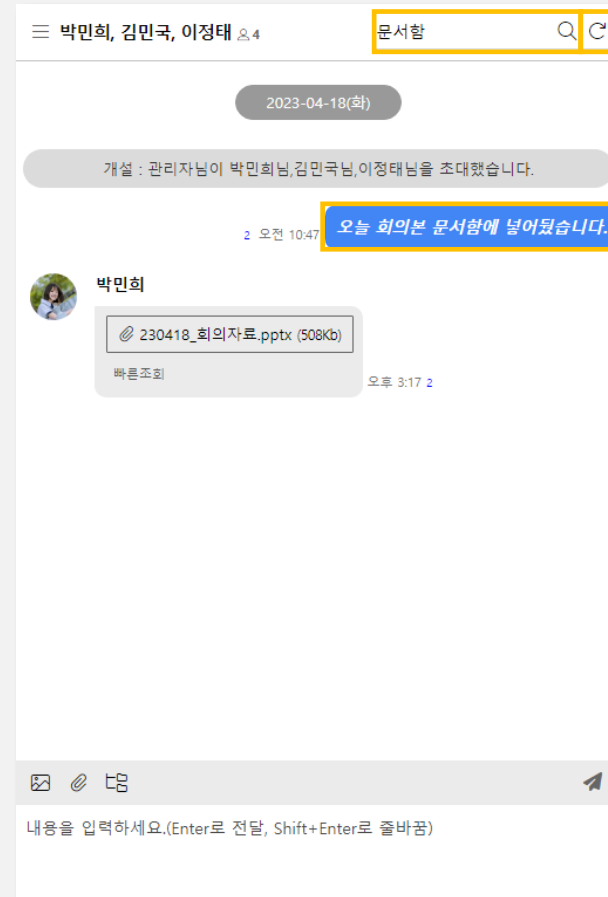 박민희, 김민국, 이정태 4 문서함
2023-04-18(화)
개설 : 관리자님이 박민희님,김민국님,이정태님을 초대했습니다.
2 오전 10:47 오늘 회의본 문서함에 넣어뒀습니다.
박민희
230418_회의자료.pptx (508Kb)
빠른조회
오후 3:17 2
내용을 입력하세요.(Enter로 전달, Shift+Enter로 줄바꿈)